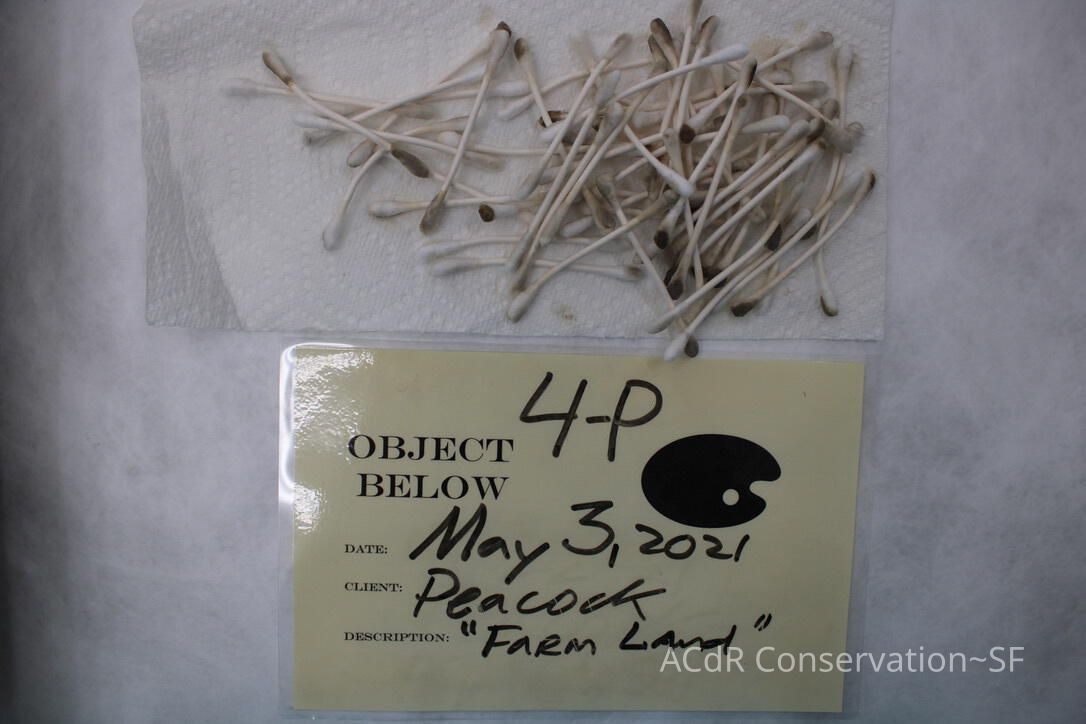 4-P
OBJECT
BELOW
DATE: May 3, 2021
CLIENT: Peacock
DESCRIPTION: "Farm Land"
ACdR Conservation~SF